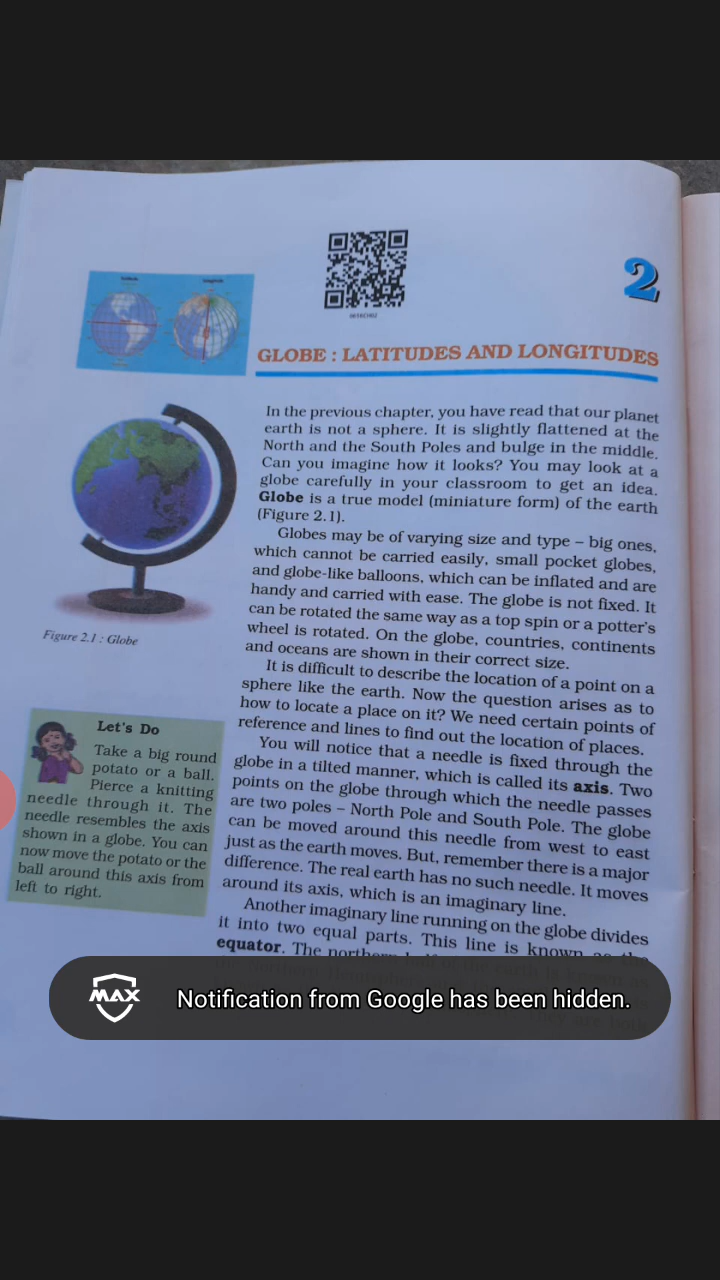 2
GLOBE : LATITUDES AND LONGITUDES
In the previous chapter, you have read that our planet
earth is not a sphere. It is slightly flattened at the
North and the South Poles and bulge in the middle.
Can you imagine how it looks? You may look at a
globe carefully in your classroom to get an idea.
Globe is a true model (miniature form) of the earth
(Figure 2.1).
Globes may be of varying size and type – big ones,
which cannot be carried easily, small pocket globes,
and globe-like balloons, which can be inflated and are
handy and carried with ease. The globe is not fixed. It
can be rotated the same way as a top spin or a potter's
wheel is rotated. On the globe, countries, continents
and oceans are shown in their correct size.
It is difficult to describe the location of a point on a
sphere like the earth. Now the question arises as to
how to locate a place on it? We need certain points of
reference and lines to find out the location of places.
You will notice that a needle is fixed through the
globe in a tilted manner, which is called its axis. Two
points on the globe through which the needle passes
are two poles – North Pole and South Pole. The globe
can be moved around this needle from west to east
just as the earth moves. But, remember there is a major
difference. The real earth has no such needle. It moves
around its axis, which is an imaginary line.
Another imaginary line running on the globe divides
it into two equal parts. This line is known as the
equator. The northern half of the earth is known as
Figure 2.1 : Globe
Let's Do
Take a big round
potato or a ball.
Pierce a knitting
needle through it. The
needle resembles the axis
shown in a globe. You can
now move the potato or the
ball around this axis from
left to right.
MAX
Notification from Google has been hidden.